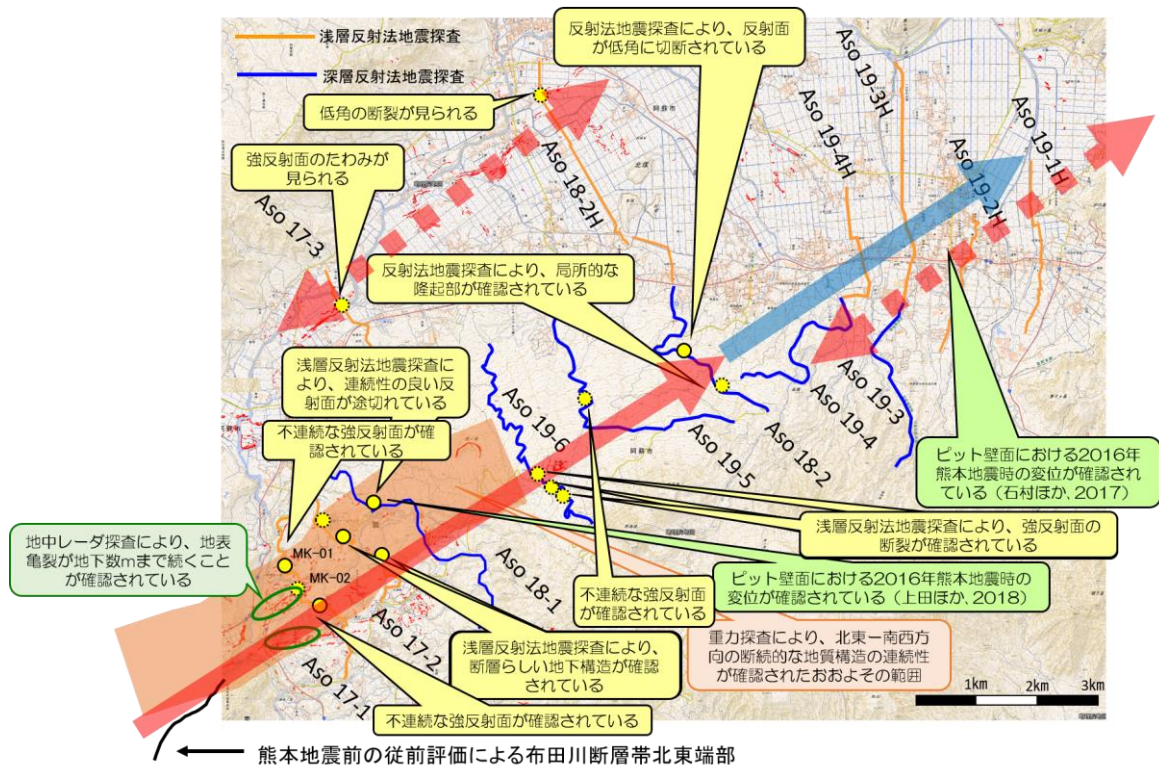 浅層反射法地震探査
深層反射法地震探査
反射法地震探査により、反射面
が低角に切断されている
低角の断裂が見られる
強反射面のたわみが
見られる
Aso 17-3
Aso 18-2H
Aso 19-4H
Aso 19-3H
Aso 19-2H
Aso 19-1H
阿蘇市
反射法地震探査により、局所的な
隆起部が確認されている
浅層反射法地震探査に
より、連続性の良い反
射面が途切れている
不連続な強反射面が確
認されている
Aso 19-6
Aso 19-5
Aso 18-2
Aso 19-4
Aso 19-3
阿蘇市
ピット壁面における2016年
熊本地震時の変位が確認され
ている（石村ほか、2017）
地中レーダ探査により、地表
亀裂が地下数mまで続くこと
が確認されている
MK-01
MK-02
浅層反射法地震探査により、強反射面の
断裂が確認されている
Aso 18-1
不連続な強反射面
が確認されている
ピット壁面における2016年熊本地震時の
変位が確認されている（上田ほか、2018）
Aso 17-2
Aso 17-1
浅層反射法地震探査により、
断層らしい地下構造が確認
されている
重力探査により、北東ー南西方
向の断続的な地質構造の連続性
が確認されたおおよその範囲
1km
2km
3km
不連続な強反射面が確認されている
熊本地震前の従前評価による布田川断層帯北東端部